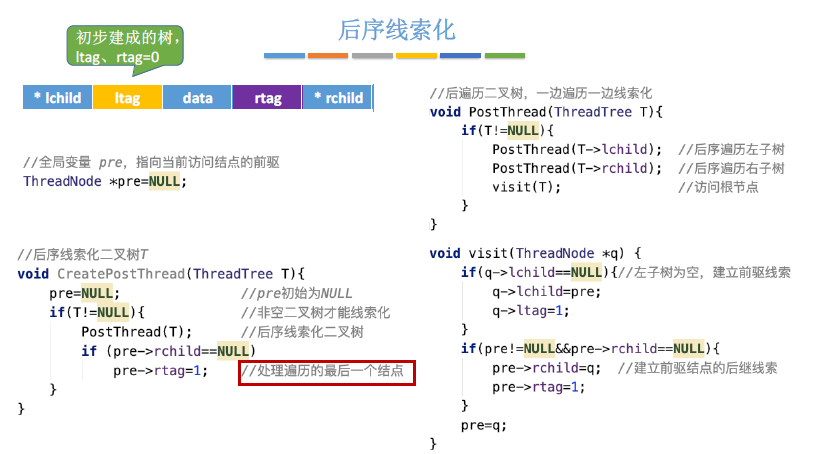 后序线索化
初步建成的树，
ltag、rtag=0
* lchild ltag data rtag * rchild
//全局变量 pre，指向当前访问结点的前驱
ThreadNode *pre=NULL;
//后序线索化二叉树T
void CreatePostThread(ThreadTree T){
    pre=NULL;              //pre初始为NULL
    if(T!=NULL){           //非空二叉树才能线索化
        PostThread(T);     //后序线索化二叉树
        if (pre->rchild==NULL)
            pre->rtag=1;   //处理遍历的最后一个结点
    }
}
//后遍历二叉树，一边遍历一边线索化
void PostThread(ThreadTree T){
    if(T!=NULL){
        PostThread(T->lchild);  //后序遍历左子树
        PostThread(T->rchild);  //后序遍历右子树
        visit(T);               //访问根节点
    }
}
void visit(ThreadNode *q) {
    if(q->lchild==NULL){//左子树为空，建立前驱线索
        q->lchild=pre;
        q->ltag=1;
    }
    if(pre!=NULL&&pre->rchild==NULL){
        pre->rchild=q;  //建立前驱结点的后继线索
        pre->rtag=1;
    }
    pre=q;
}